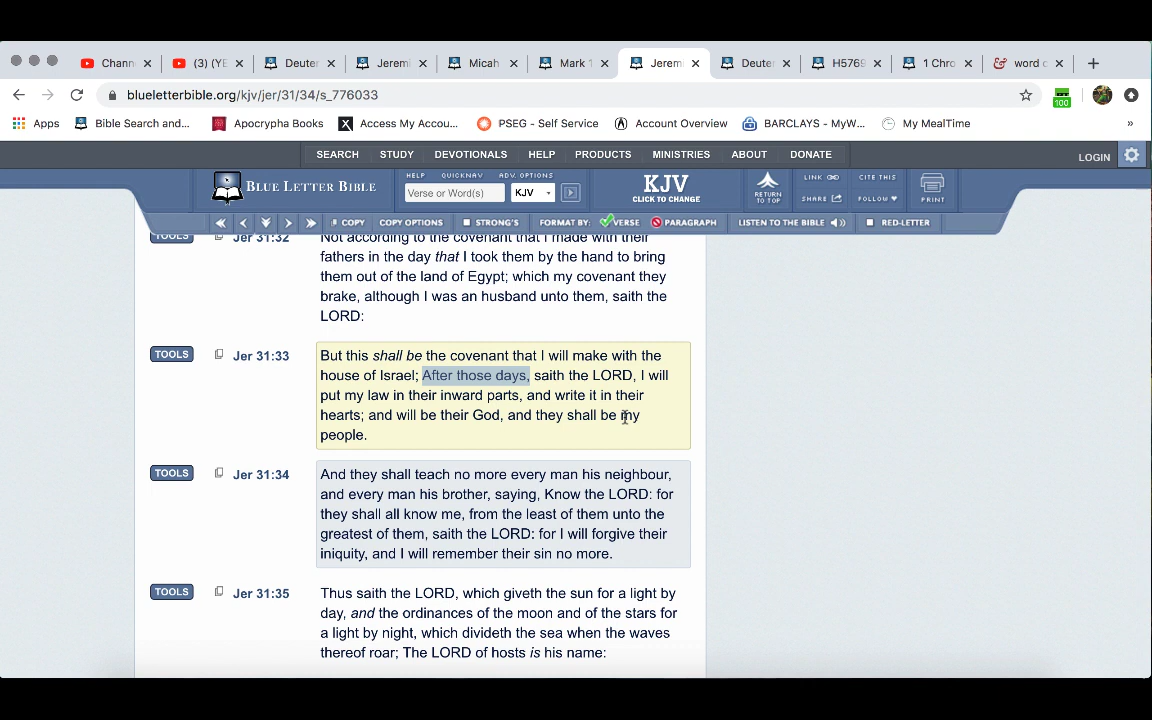 Chann
(3) (YE
Deuter
Jeremi
Micah
Mark 1
Jeremi
Deuter
H5769
1 Chro
word c
blueletterbible.org/kjv/jer/31/34/s_776033
100
Apps
Bible Search and...
Apocrypha Books
Access My Accou...
PSEG - Self Service
Account Overview
BARCLAYS - MyW...
My MealTime
»
SEARCH STUDY DEVOTIONALS HELP PRODUCTS MINISTRIES ABOUT DONATE
LOGIN
BLUE LETTER BIBLE
HELP QUICKNAV ADV. OPTIONS
Verse or Word(s)
KJV
KJV
CLICK TO CHANGE
RETURN
TO TOP
LINK
CITE THIS
SHARE
FOLLOW
PRINT
COPY COPY OPTIONS STRONG'S FORMAT BY: VERSE PARAGRAPH LISTEN TO THE BIBLE RED-LETTER
TOOLS Jer 31:32
Not according to the covenant that I made with their
fathers in the day that I took them by the hand to bring
them out of the land of Egypt; which my covenant they
brake, although I was an husband unto them, saith the
LORD:
TOOLS Jer 31:33
But this shall be the covenant that I will make with the
house of Israel; After those days, saith the LORD, I will
put my law in their inward parts, and write it in their
hearts; and will be their God, and they shall be my
people.
TOOLS Jer 31:34
And they shall teach no more every man his neighbour,
and every man his brother, saying, Know the LORD: for
they shall all know me, from the least of them unto the
greatest of them, saith the LORD: for I will forgive their
iniquity, and I will remember their sin no more.
TOOLS Jer 31:35
Thus saith the LORD, which giveth the sun for a light by
day, and the ordinances of the moon and of the stars for
a light by night, which divideth the sea when the waves
thereof roar; The LORD of hosts is his name: